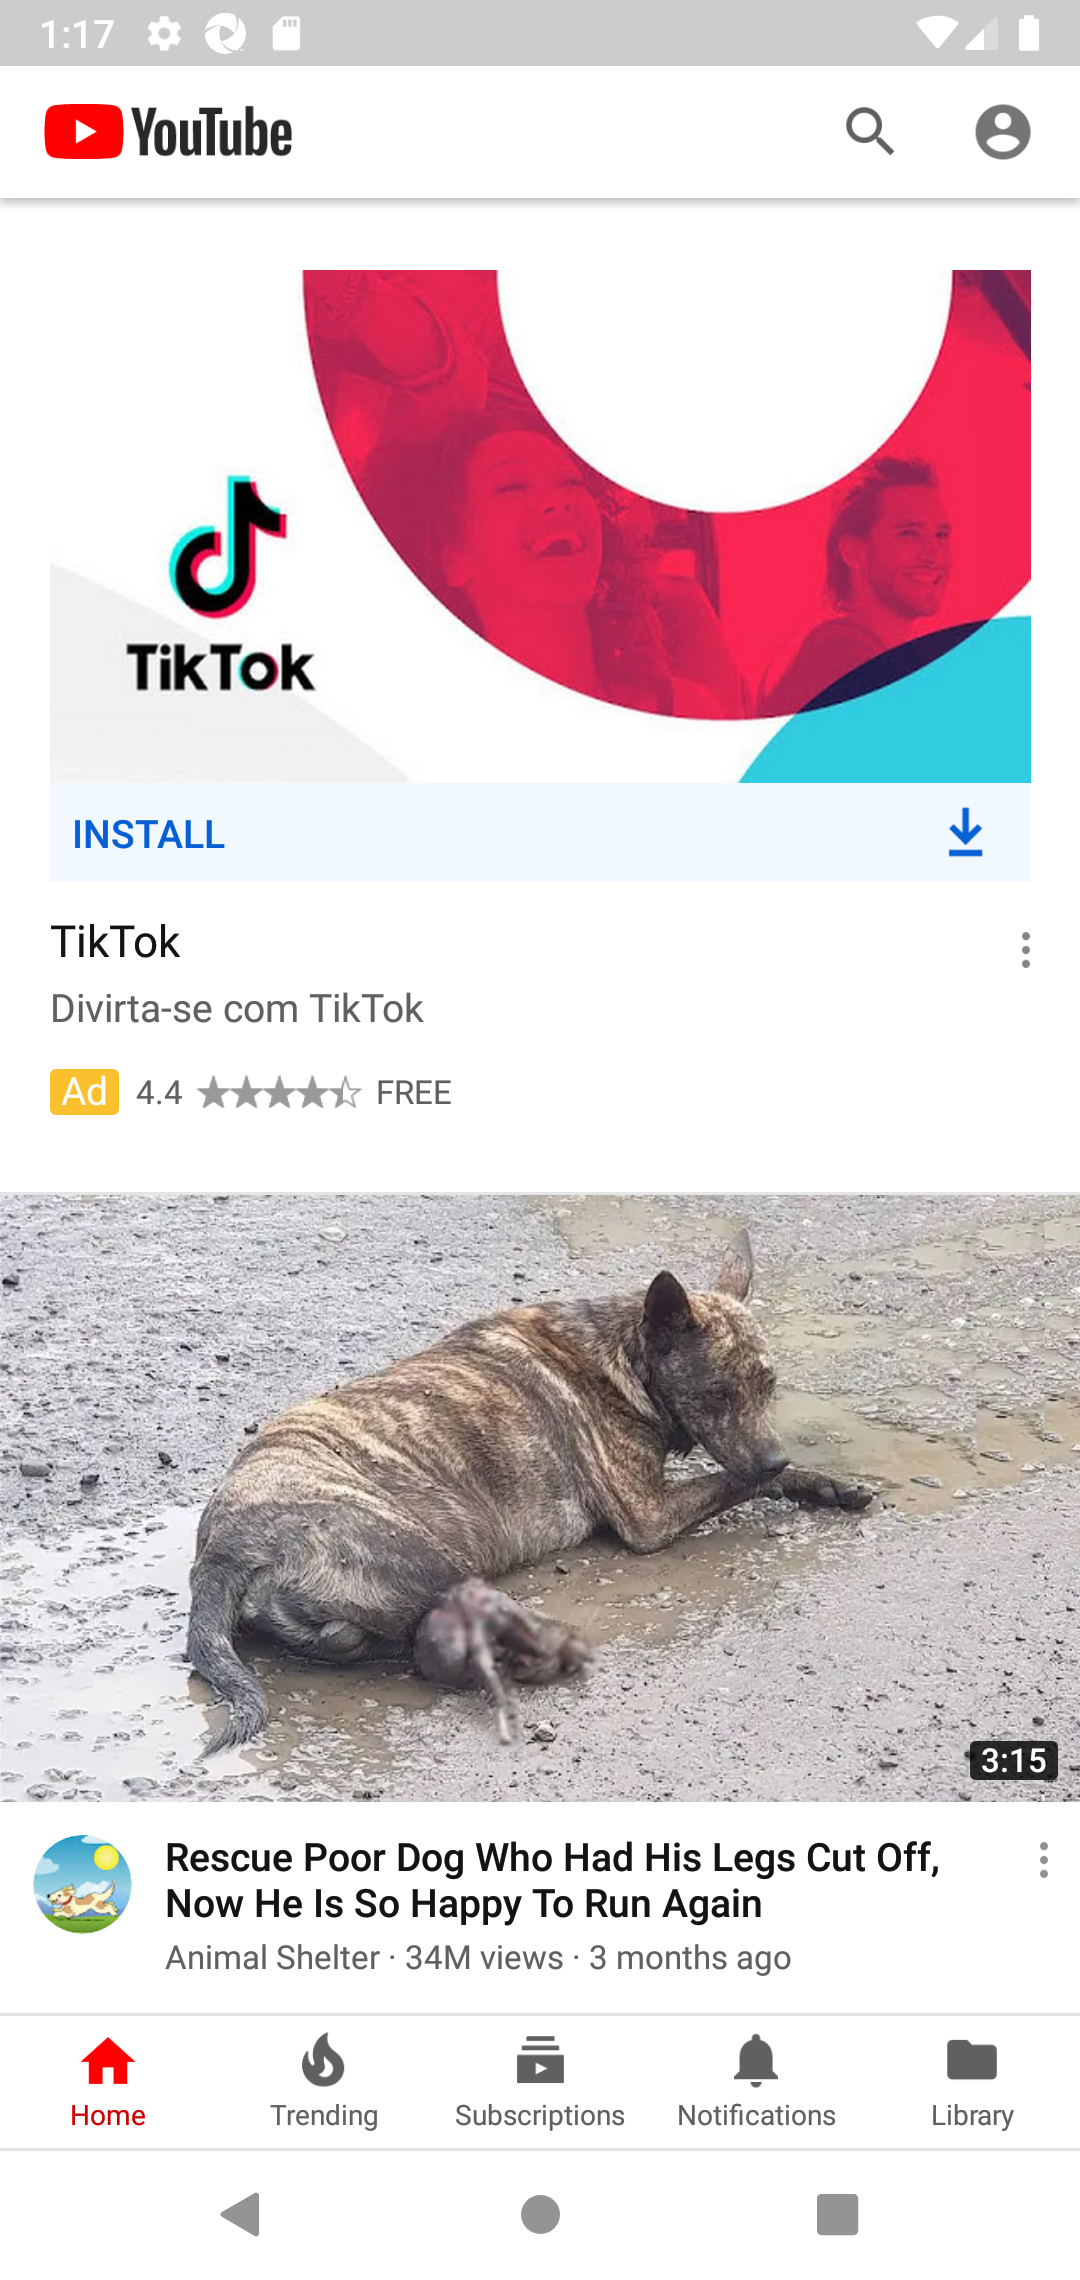 1:17
YouTube
TikTok
INSTALL
TikTok
Divirta-se com TikTok
Ad 4.4 FREE
3:15
Rescue Poor Dog Who Had His Legs Cut Off,
Now He Is So Happy To Run Again
Animal Shelter · 34M views · 3 months ago
Home Trending Subscriptions Notifications Library